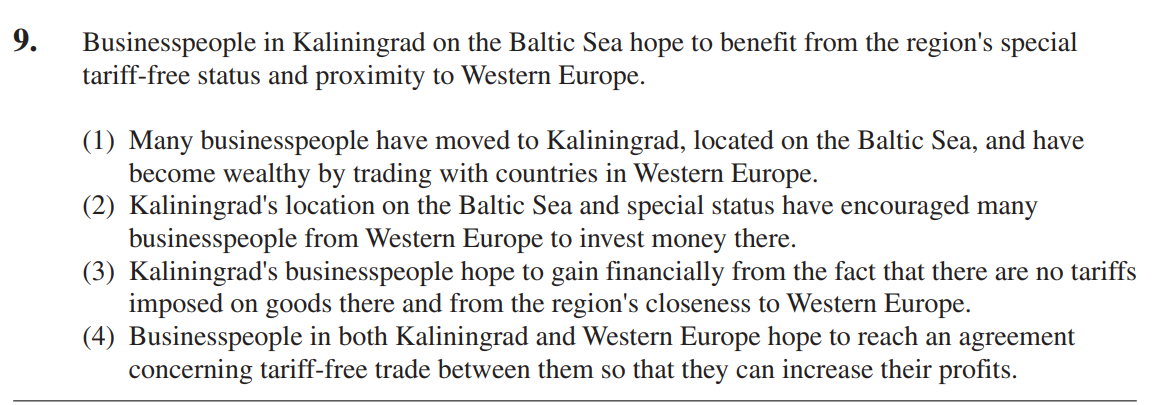 9. Businesspeople in Kaliningrad on the Baltic Sea hope to benefit from the region's special
tariff-free status and proximity to Western Europe.
(1) Many businesspeople have moved to Kaliningrad, located on the Baltic Sea, and have
become wealthy by trading with countries in Western Europe.
(2) Kaliningrad's location on the Baltic Sea and special status have encouraged many
businesspeople from Western Europe to invest money there.
(3) Kaliningrad's businesspeople hope to gain financially from the fact that there are no tariffs
imposed on goods there and from the region's closeness to Western Europe.
(4) Businesspeople in both Kaliningrad and Western Europe hope to reach an agreement
concerning tariff-free trade between them so that they can increase their profits.